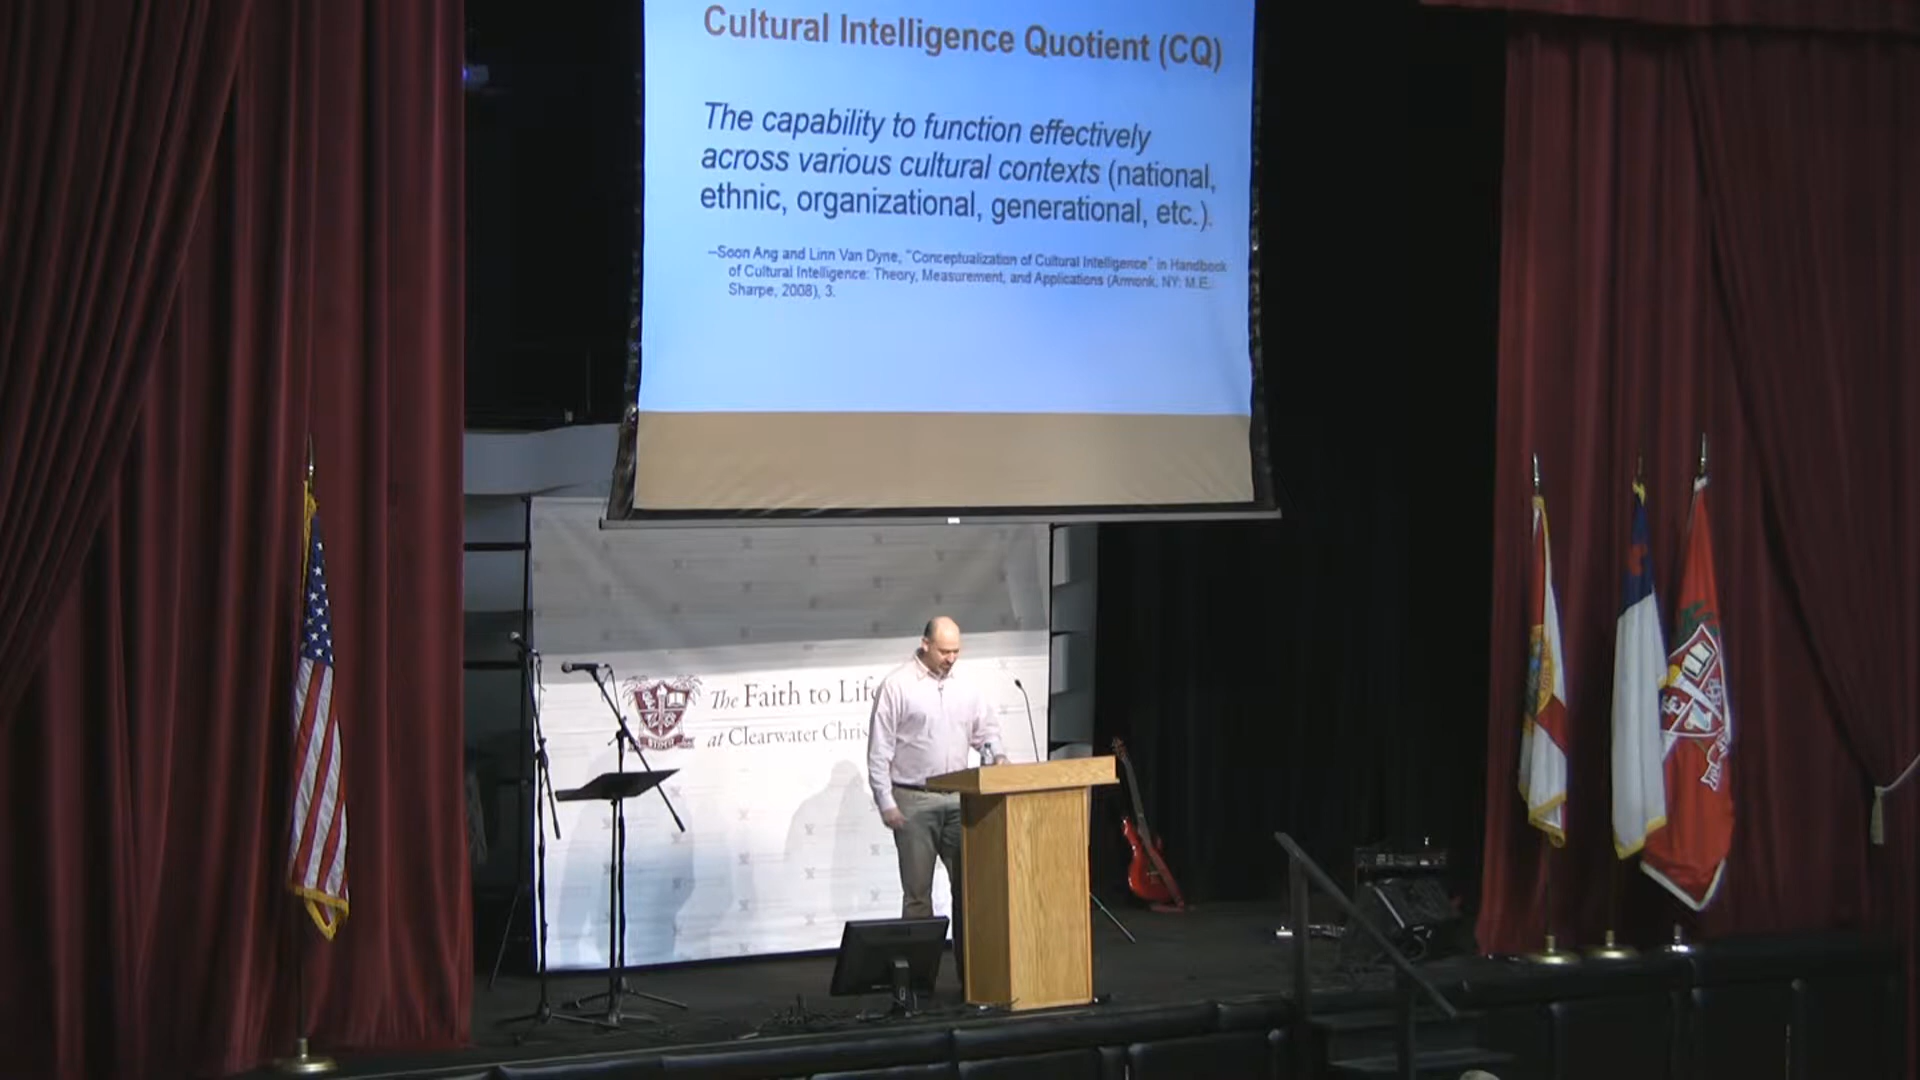 Cultural Intelligence Quotient (CQ)
The capability to function effectively
across various cultural contexts (national,
ethnic, organizational, generational, etc.).
--Soon Ang and Linn Van Dyne, "Conceptualization of Cultural Intelligence" in Handbook
of Cultural Intelligence: Theory, Measurement, and Applications (Armonk, NY: M.E.
Sharpe, 2008), 3.
The Faith to Life
at Clearwater Chris